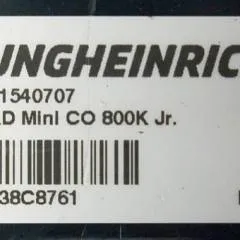 UNGHEINRIC
1540707
D Mini CO 800K Jr.
38C8761